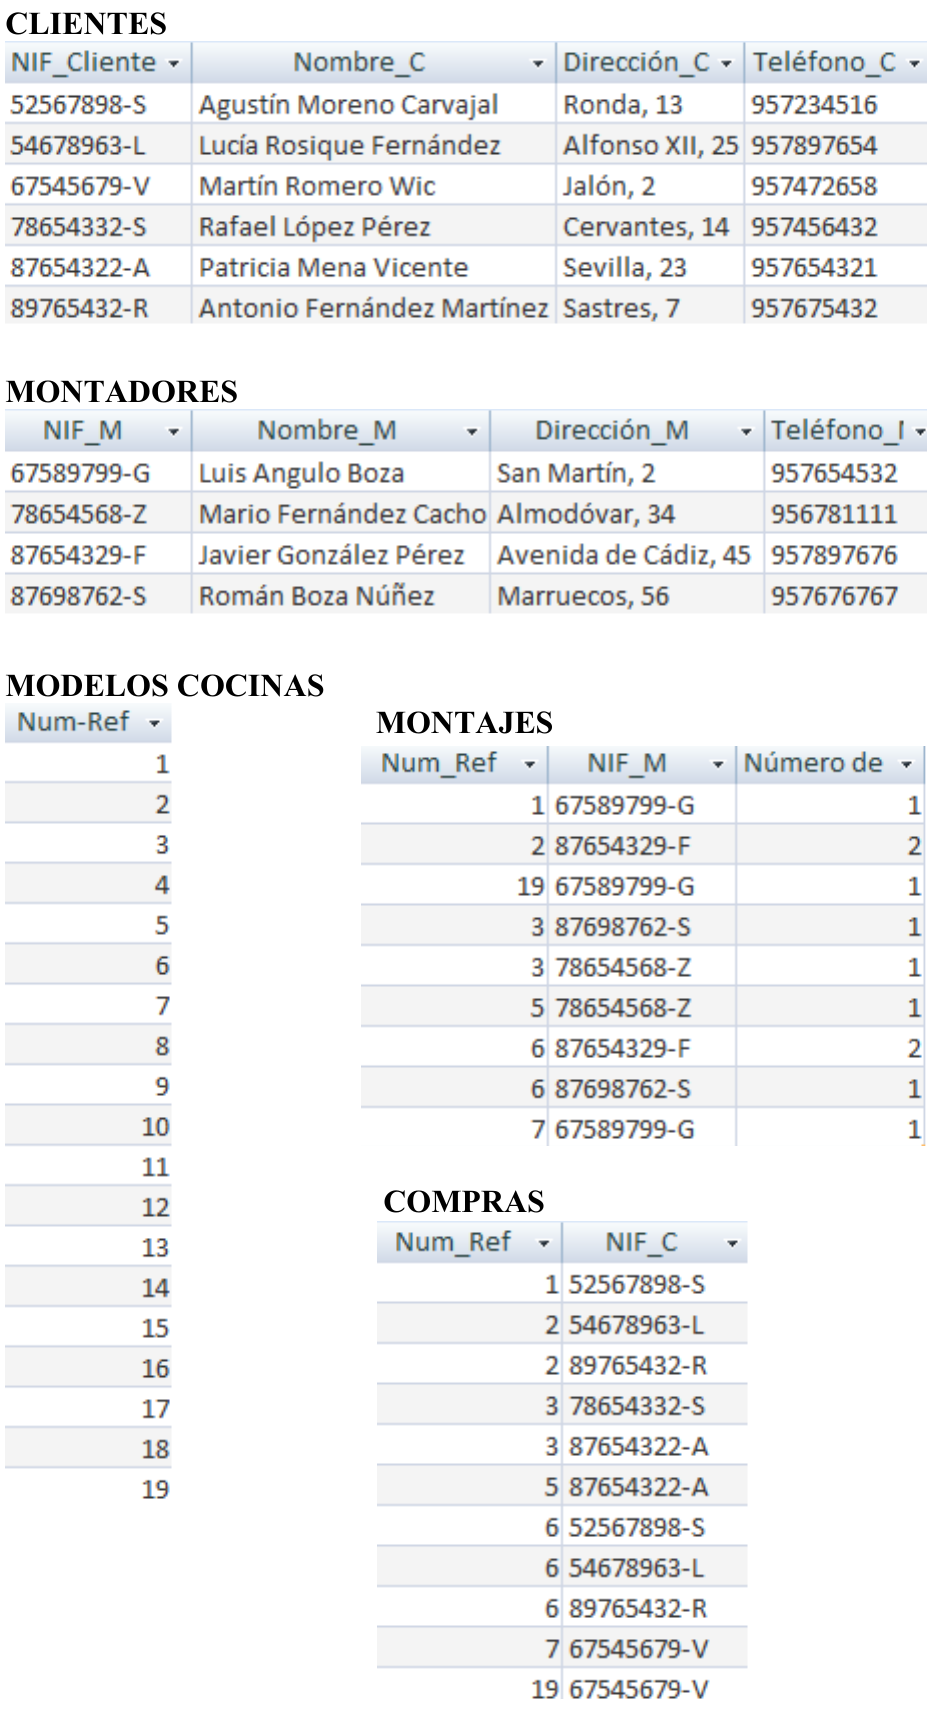 CLIENTES
NIF_Cliente Nombre_C Dirección_C Teléfono_C
52567898-S Agustín Moreno Carvajal Ronda, 13 957234516
54678963-L Lucía Rosique Fernández Alfonso XII, 25 957897654
67545679-V Martín Romero Wic Jalón, 2 957472658
78654332-S Rafael López Pérez Cervantes, 14 957456432
87654322-A Patricia Mena Vicente Sevilla, 23 957654321
89765432-R Antonio Fernández Martínez Sastres, 7 957675432
MONTADORES
NIF_M Nombre_M Dirección_M Teléfono_M
67589799-G Luis Angulo Boza San Martín, 2 957654532
78654568-Z Mario Fernández Cacho Almodóvar, 34 956781111
87654329-F Javier González Pérez Avenida de Cádiz, 45 957897676
87698762-S Román Boza Núñez Marruecos, 56 957676767
MODELOS COCINAS
Num-Ref
1
2
3
4
5
6
7
8
9
10
11
12
13
14
15
16
17
18
19
MONTAJES
Num_Ref NIF_M Número de
1 67589799-G 1
2 87654329-F 2
19 67589799-G 1
3 87698762-S 1
3 78654568-Z 1
5 78654568-Z 1
6 87654329-F 2
6 87698762-S 1
7 67589799-G 1
COMPRAS
Num_Ref NIF_C
1 52567898-S
2 54678963-L
2 89765432-R
3 78654332-S
3 87654322-A
5 87654322-A
6 52567898-S
6 54678963-L
6 89765432-R
7 67545679-V
19 67545679-V